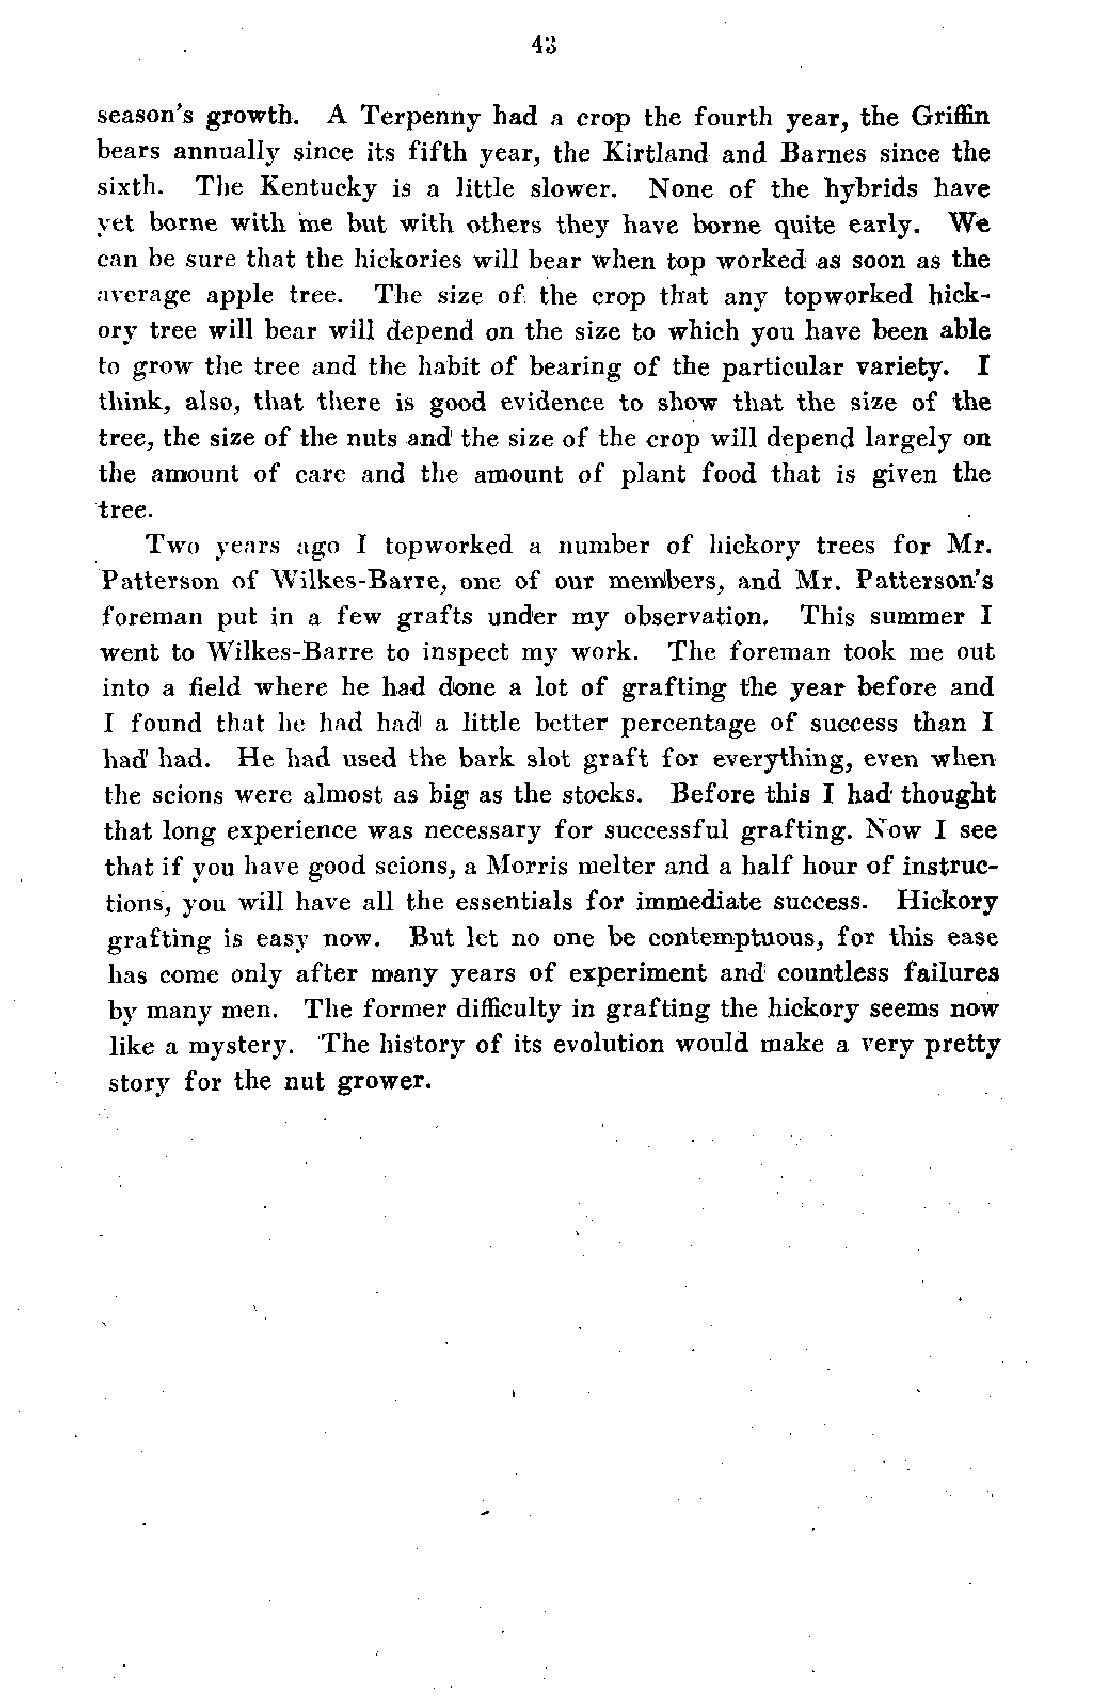 43
season's growth. A Terpenny had a crop the fourth year, the Griffin
bears annually since its fifth year, the Kirtland and Barnes since the
sixth. The Kentucky is a little slower. None of the hybrids have
yet borne with me but with others they have borne quite early. We
can be sure that the hickories will bear when top worked as soon as the
average apple tree. The size of the crop that any topworked hick-
ory tree will bear will depend on the size to which you have been able
to grow the tree and the habit of bearing of the particular variety. I
think, also, that there is good evidence to show that the size of the
tree, the size of the nuts and the size of the crop will depend largely on
the amount of care and the amount of plant food that is given the
tree.
Two years ago I topworked a number of hickory trees for Mr.
Patterson of Wilkes-Barre, one of our members, and Mr. Patterson's
foreman put in a few grafts under my observation. This summer I
went to Wilkes-Barre to inspect my work. The foreman took me out
into a field where he had done a lot of grafting the year before and
I found that he had had a little better percentage of success than I
had had. He had used the bark slot graft for everything, even when
the scions were almost as big as the stocks. Before this I had thought
that long experience was necessary for successful grafting. Now I see
that if you have good scions, a Morris melter and a half hour of instruc-
tions, you will have all the essentials for immediate success. Hickory
grafting is easy now. But let no one be contemptuous, for this ease
has come only after many years of experiment and countless failures
by many men. The former difficulty in grafting the hickory seems now
like a mystery. The history of its evolution would make a very pretty
story for the nut grower.